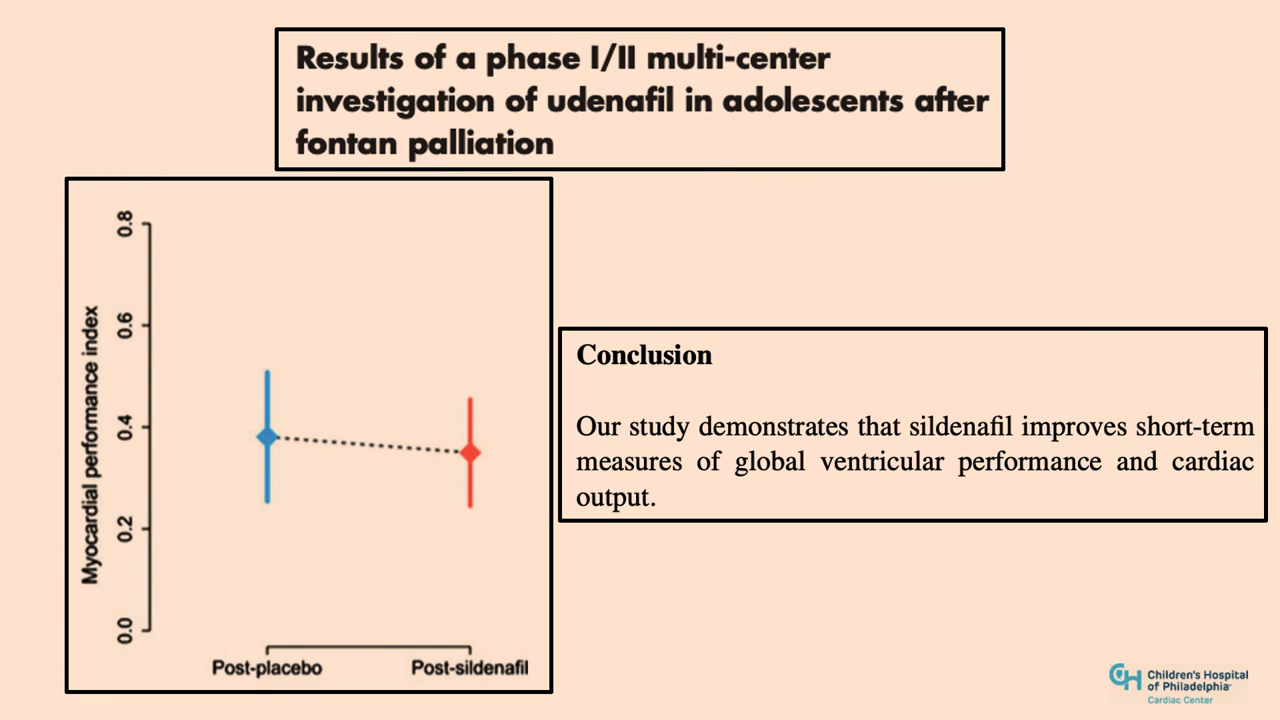 Results of a phase I/II multi-center
investigation of udenafil in adolescents after
fontan palliation
Myocardial performance index
0.8
0.6
0.4
0.2
0.0
Post-placebo
Post-sildenafil
Conclusion
Our study demonstrates that sildenafil improves short-term
measures of global ventricular performance and cardiac
output.
CH
Children's Hospital
of Philadelphia
Cardiac Center